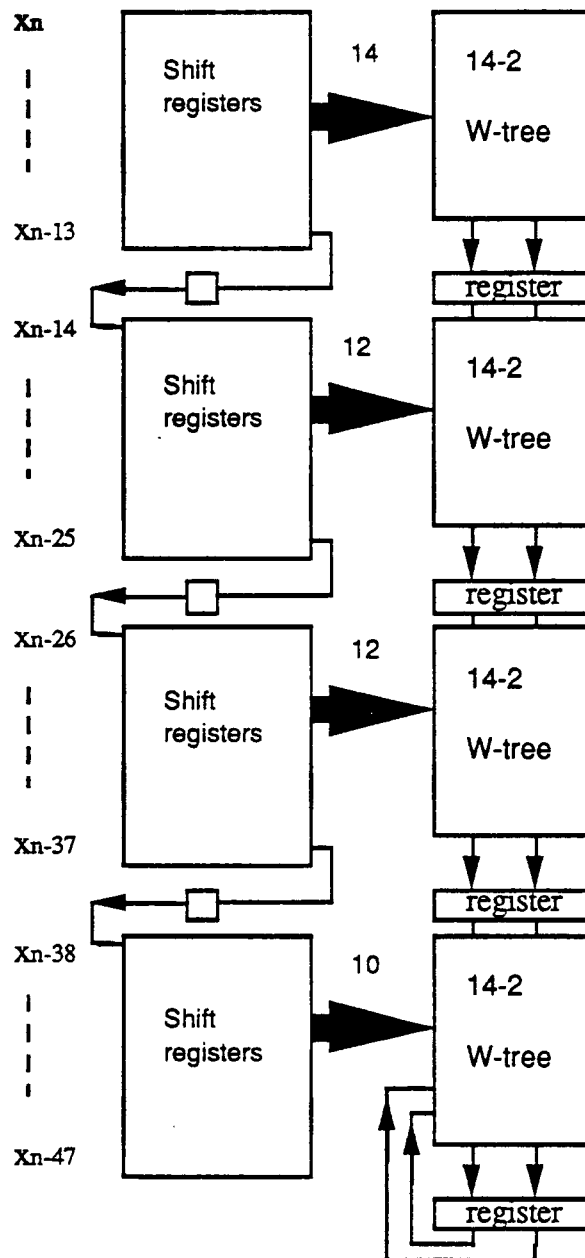 Xn
Shift
registers
14
14-2
W-tree
Xn-13
register
Xn-14
Shift
registers
12
14-2
W-tree
Xn-25
register
Xn-26
Shift
registers
12
14-2
W-tree
Xn-37
register
Xn-38
Shift
registers
10
14-2
W-tree
Xn-47
register